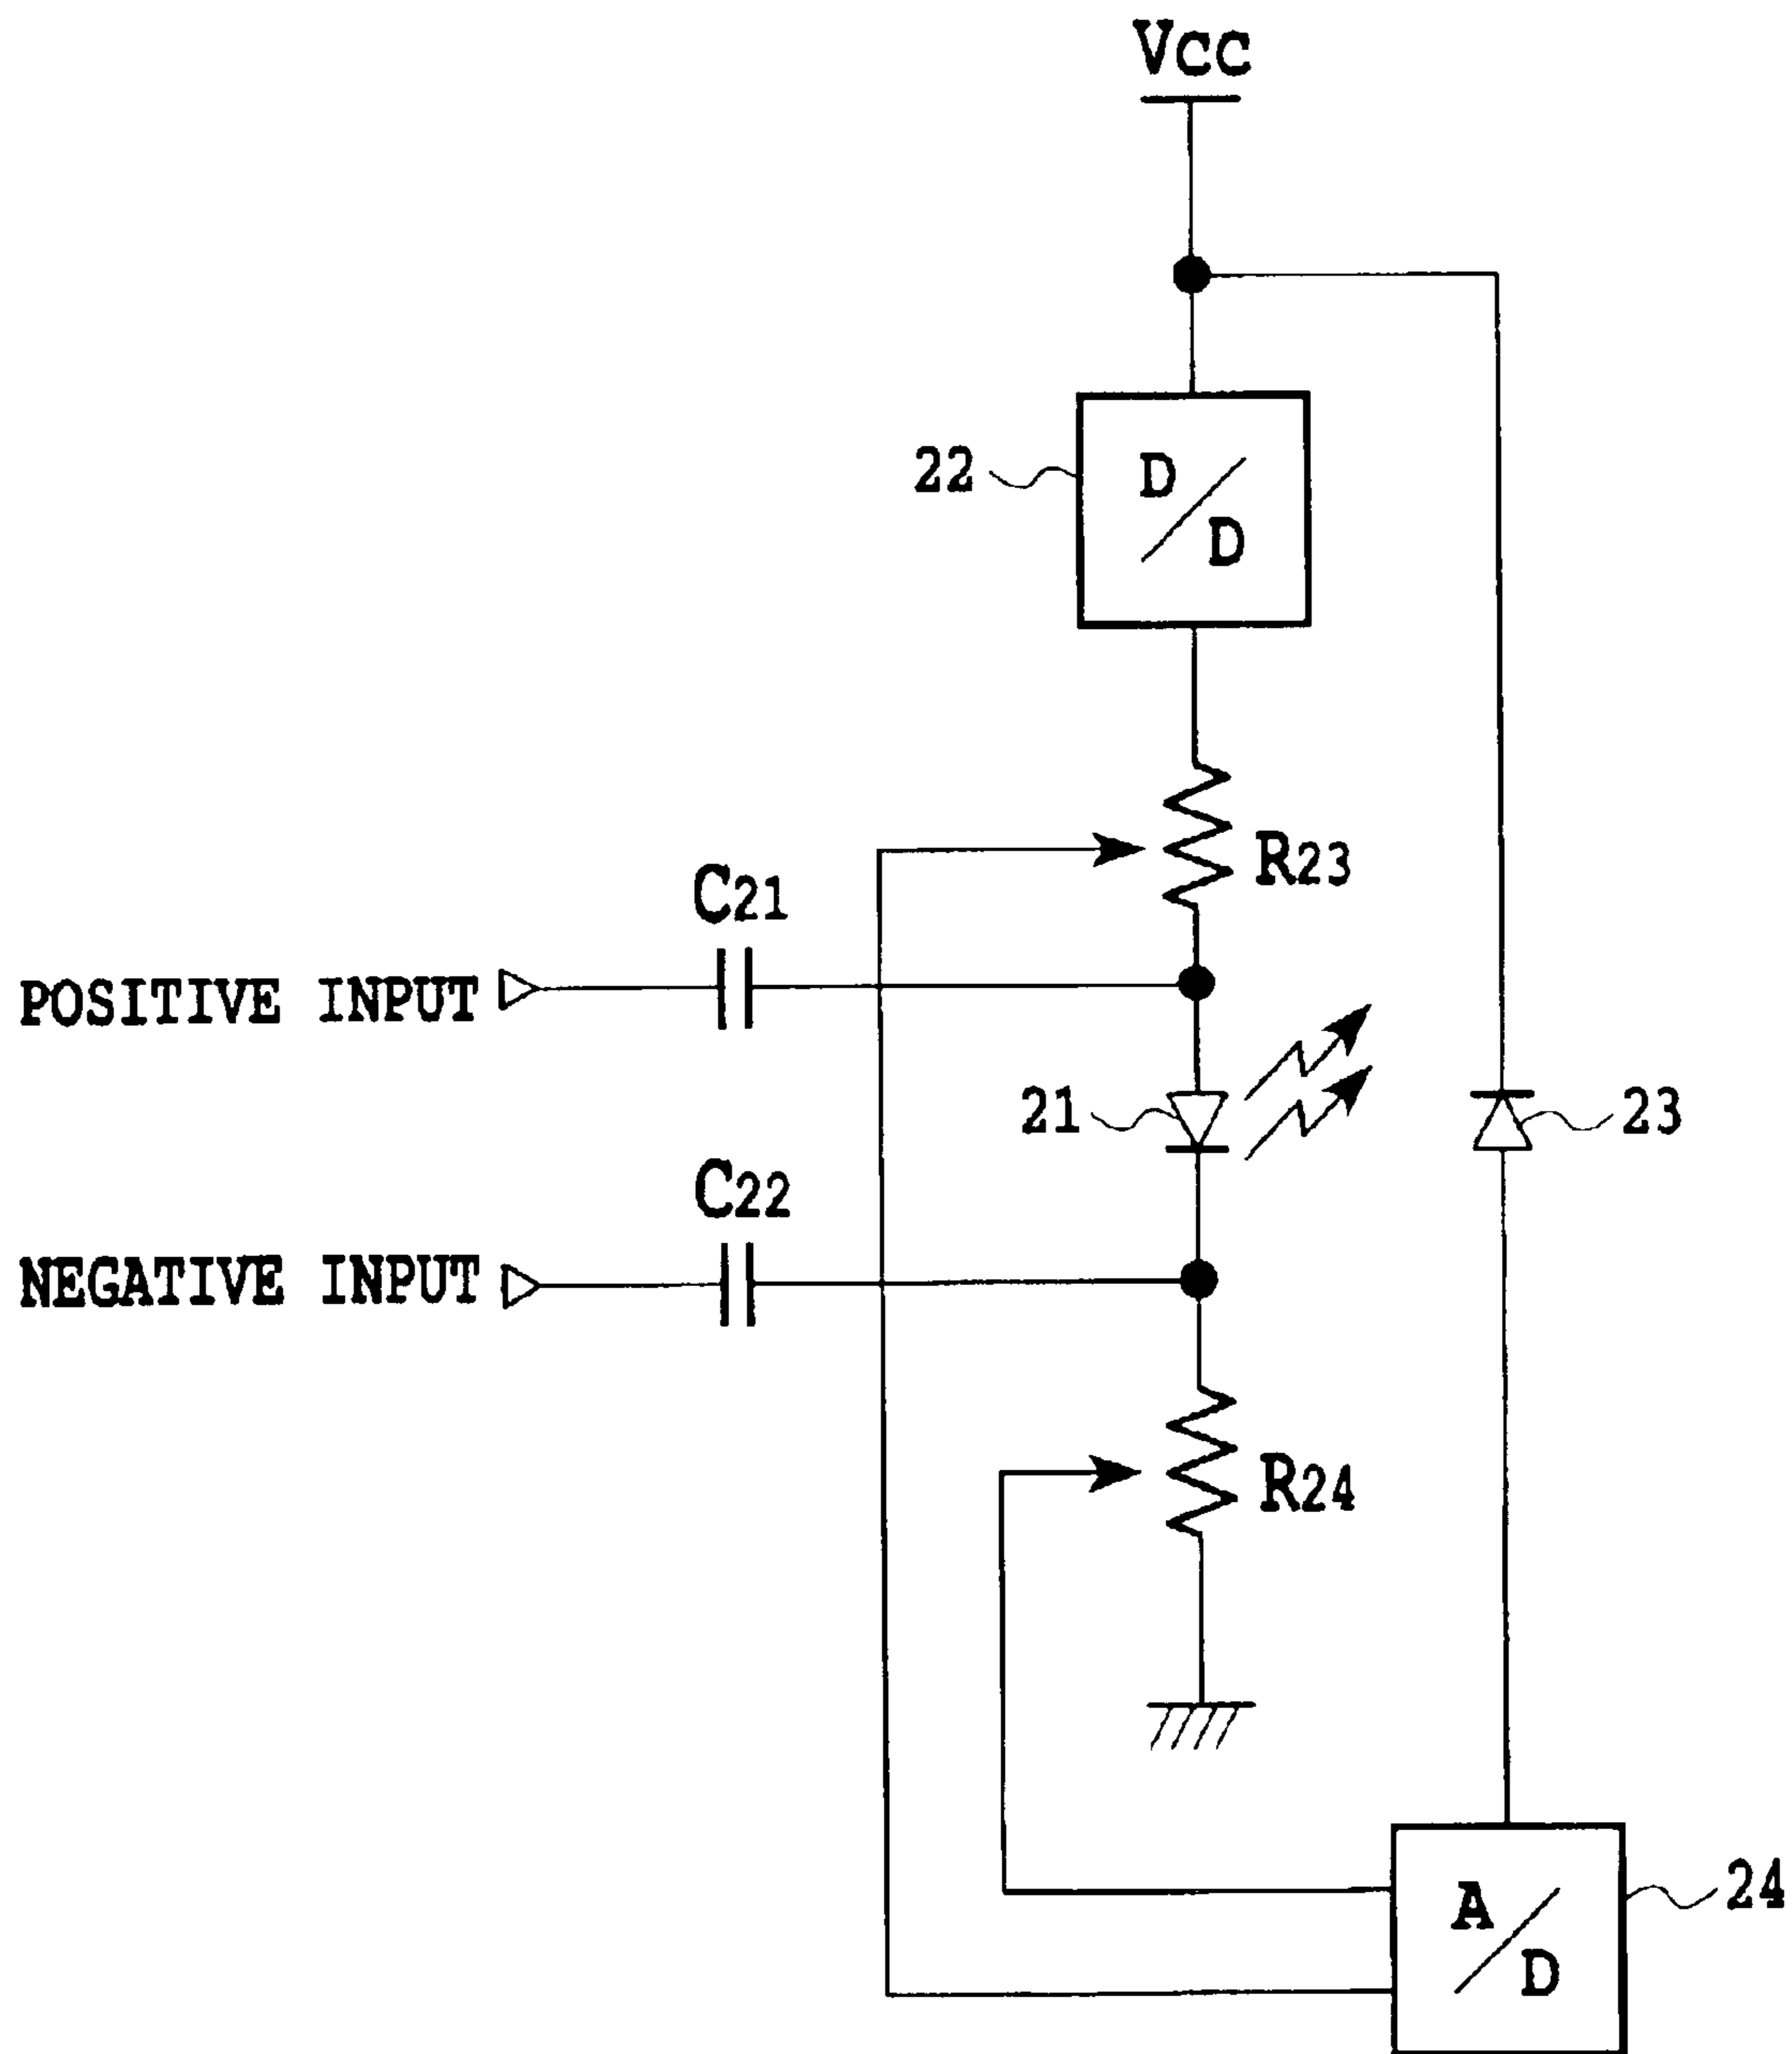 Vcc
22
D/D
R23
C21
POSITIVE INPUT
21
23
C22
NEGATIVE INPUT
R24
24
A/D